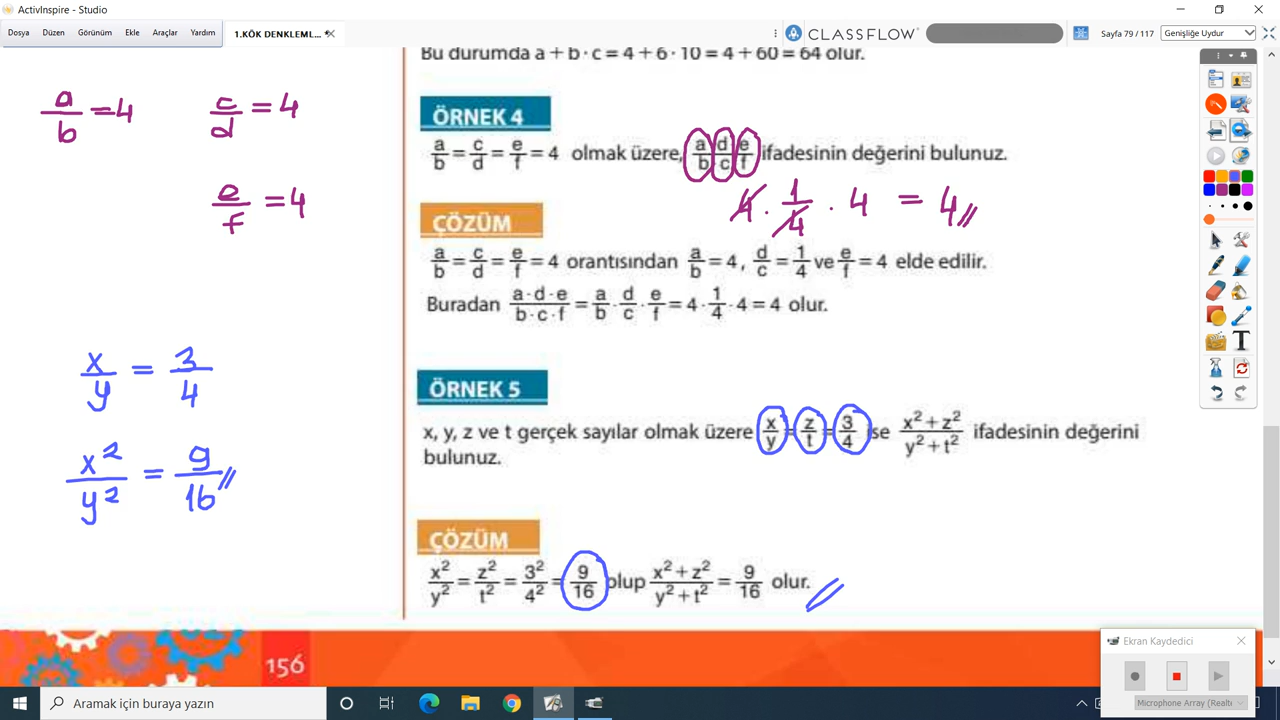 ActivInspire - Studio
Dosya Düzen Görünüm Ekle Araçlar Yardım
1.KÖK DENKLEML...
CLASSFLOW
Sayfa 79 / 117
Genişliğe Uydur
Bu durumda a + b · c = 4 + 6 · 10 = 4 + 60 = 64 olur.
a/b = 4 c/d = 4
e/f = 4
ÖRNEK 4
a/b = c/d = e/f = 4 olmak üzere, a/b d/c e/f ifadesinin değerini bulunuz.
4 · 1/4 · 4 = 4
ÇÖZÜM
a/b = c/d = e/f = 4 orantısından a/b = 4, d/c = 1/4 ve e/f = 4 elde edilir.
Buradan a·d·e/b·c·f = a/b · d/c · e/f = 4 · 1/4 · 4 = 4 olur.
x/y = 3/4
x²/y² = 9/16
ÖRNEK 5
x, y, z ve t gerçek sayılar olmak üzere x/y = z/t = 3/4 ise x²+z²/y²+t² ifadesinin değerini
bulunuz.
ÇÖZÜM
x²/y² = z²/t² = 3²/4² = 9/16 olup x²+z²/y²+t² = 9/16 olur.
156
Ekran Kaydedici
Microphone Array (Realt
Aramak için buraya yazın
T